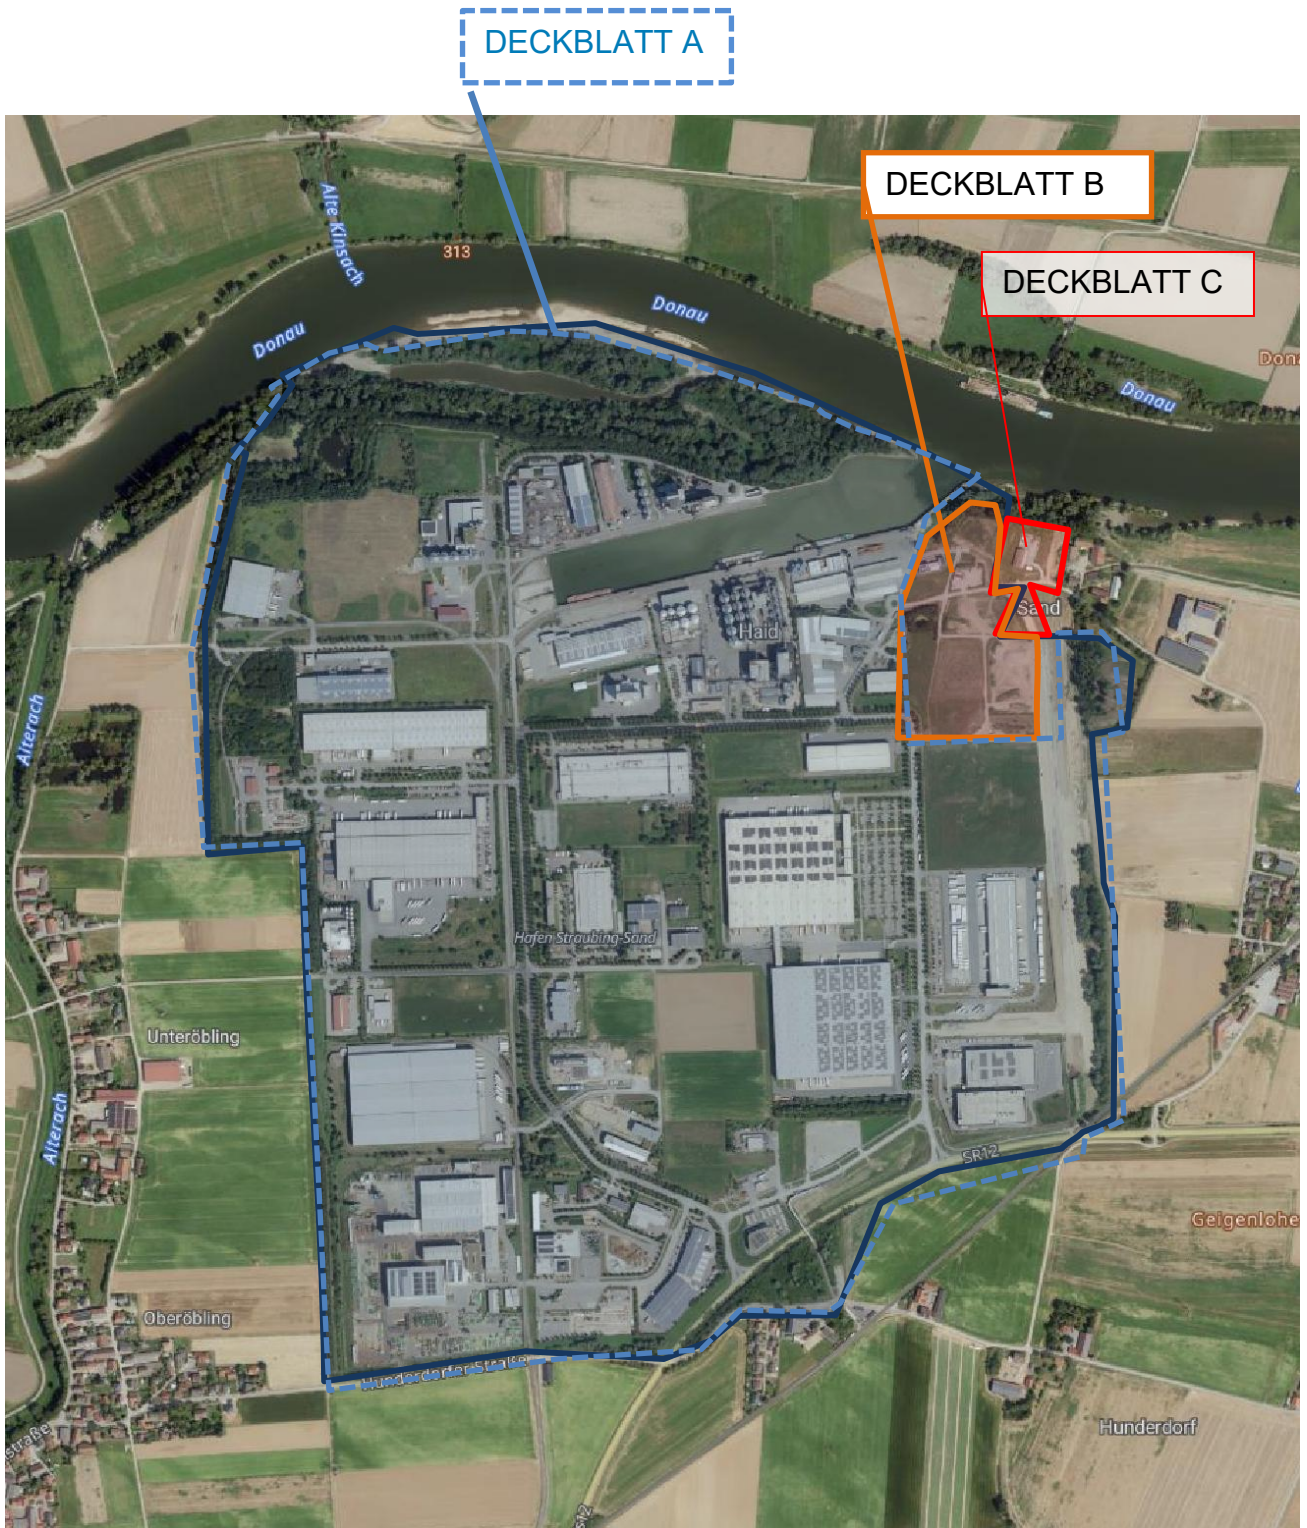 DECKBLATT A
DECKBLATT B
DECKBLATT C
Alte Kinsach
313
Donau
Donau
Donau
Sand
Haid
Alterach
Hafen Straubing-Sand
Unteröbling
Alterach
SR12
Geigenlohe
Oberöbling
Hunderdorfer Straße
Hunderdorf